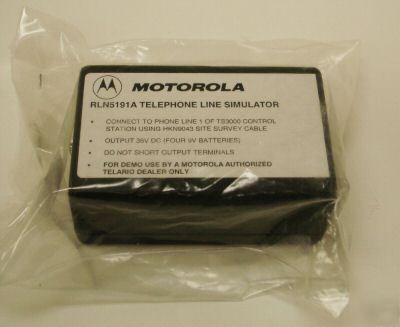 MOTOROLA
RLN5191A TELEPHONE LINE SIMULATOR
• CONNECT TO PHONE LINE 1 OF TS3000 CONTROL
STATION USING HKN9043 SITE SURVEY CABLE
• OUTPUT 36V DC (FOUR 9V BATTERIES)
• DO NOT SHORT OUTPUT TERMINALS
• FOR DEMO USE BY A MOTOROLA AUTHORIZED
TELARIO DEALER ONLY